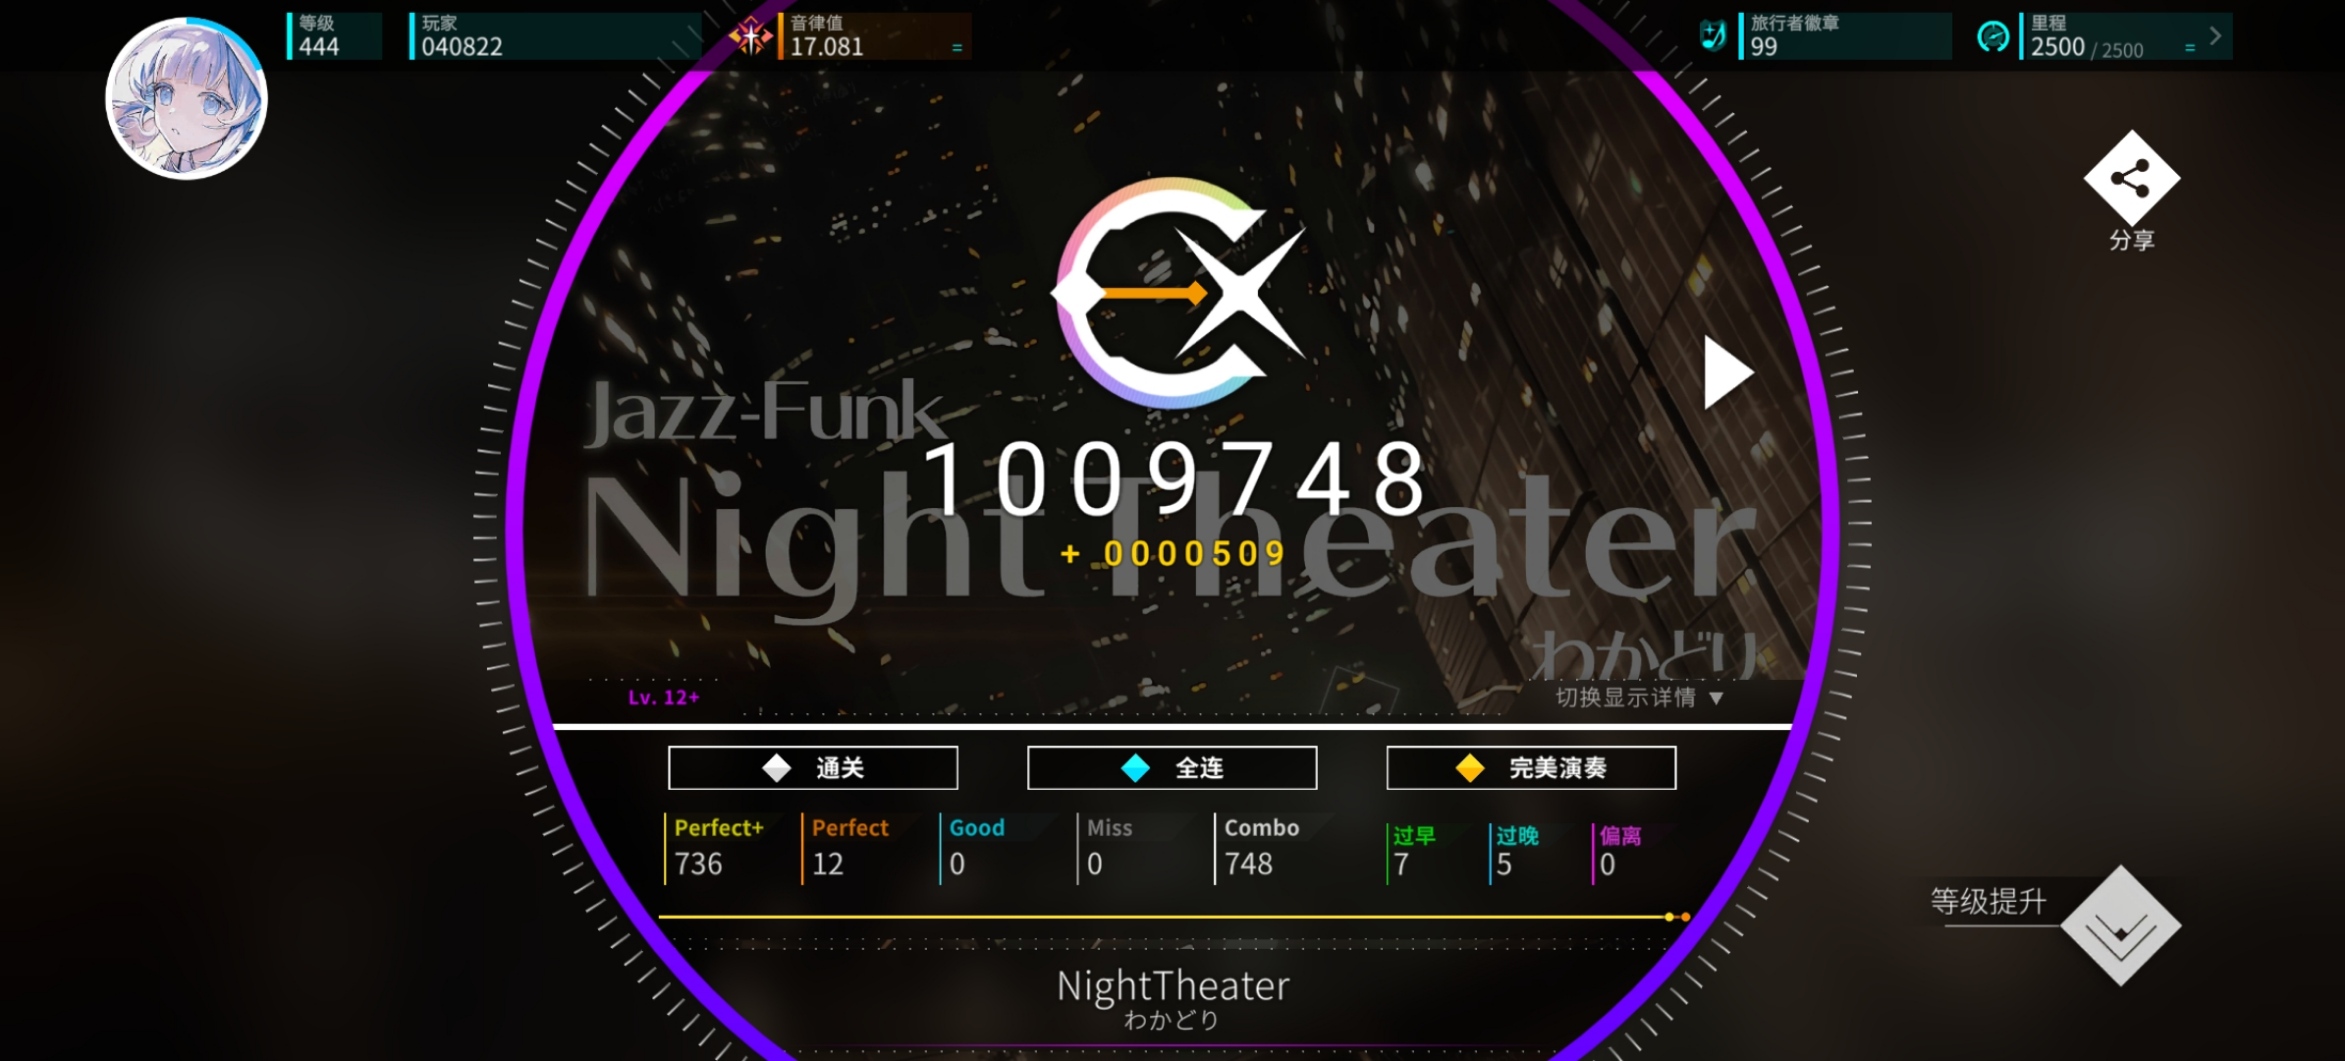 等级
444
玩家
040822
音律值
17.081
=
旅行者徽章
99
里程
2500 / 2500
=
分享
Jazz-Funk
1009748
Night Theater
+ 0000509
わかどり
Lv. 12+
切换显示详情 ▼
通关
全连
完美演奏
Perfect+
736
Perfect
12
Good
0
Miss
0
Combo
748
过早
7
过晚
5
偏离
0
等级提升
NightTheater
わかどり